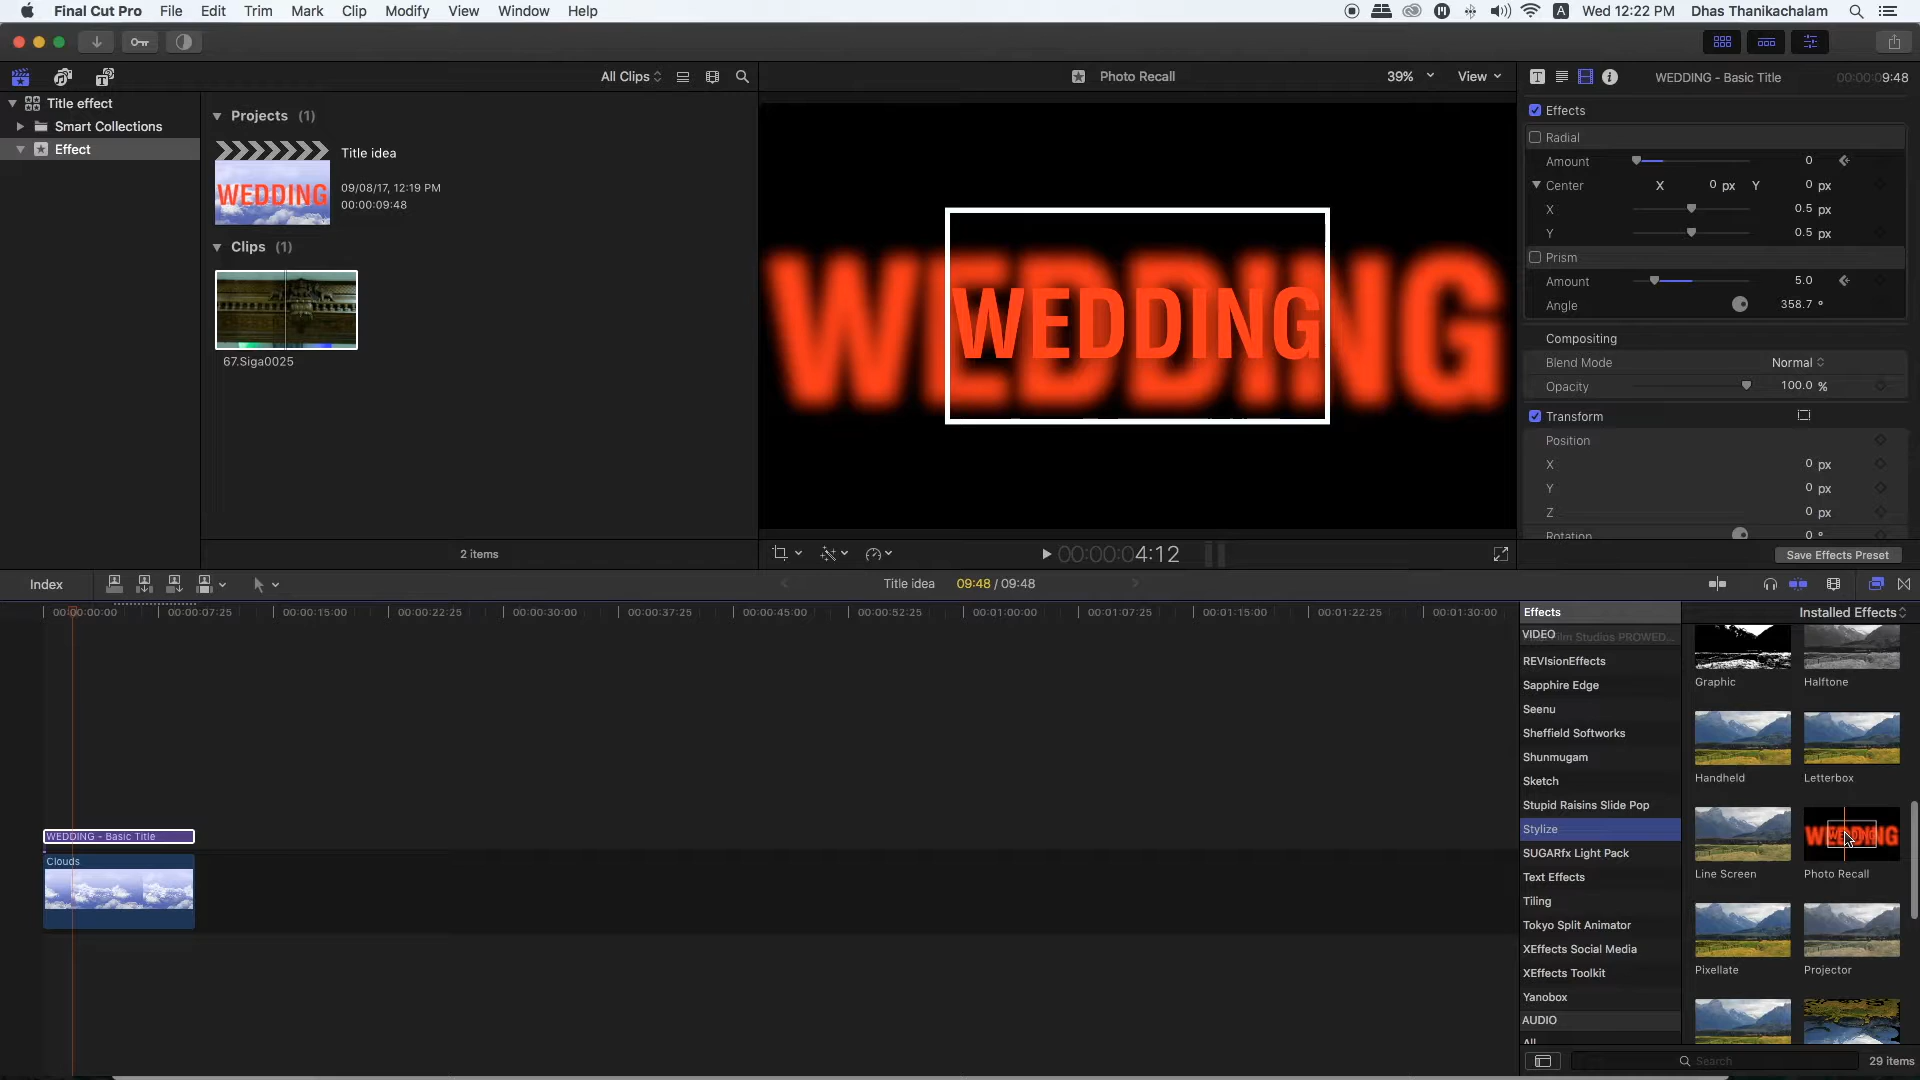 Final Cut Pro File Edit Trim Mark Clip Modify View Window Help
A Wed 12:22 PM Dhas Thanikachalam
All Clips
Photo Recall 39% View
WEDDING - Basic Title 9:48
Title effect
Smart Collections
Effect
Projects (1)
Title idea
WEDDING
09/08/17, 12:19 PM
00:00:09:48
Clips (1)
67.Siga0025
2 items
WEDDING
WEDDING
00:00:04:12
Effects
Radial
Amount 0
Center X 0 px Y 0 px
X 0.5 px
Y 0.5 px
Prism
Amount 5.0
Angle 358.7 °
Compositing
Blend Mode Normal
Opacity 100.0 %
Transform
Position
X 0 px
Y 0 px
Z 0 px
Rotation 0 °
Save Effects Preset
Index
Title idea 09:48 / 09:48
00:00:00:00 00:00:07:25 00:00:15:00 00:00:22:25 00:00:30:00 00:00:37:25 00:00:45:00 00:00:52:25 00:01:00:00 00:01:07:25 00:01:15:00 00:01:22:25 00:01:30:00
WEDDING - Basic Title
Clouds
Effects
Installed Effects
VIDEO
Film Studios PROWED...
REVisionEffects
Sapphire Edge
Seenu
Sheffield Softworks
Shunmugam
Sketch
Stupid Raisins Slide Pop
Stylize
SUGARfx Light Pack
Text Effects
Tiling
Tokyo Split Animator
XEffects Social Media
XEffects Toolkit
Yanobox
AUDIO
All
Graphic Halftone
Handheld Letterbox
WEDDING
Line Screen Photo Recall
Pixellate Projector
Search
29 items